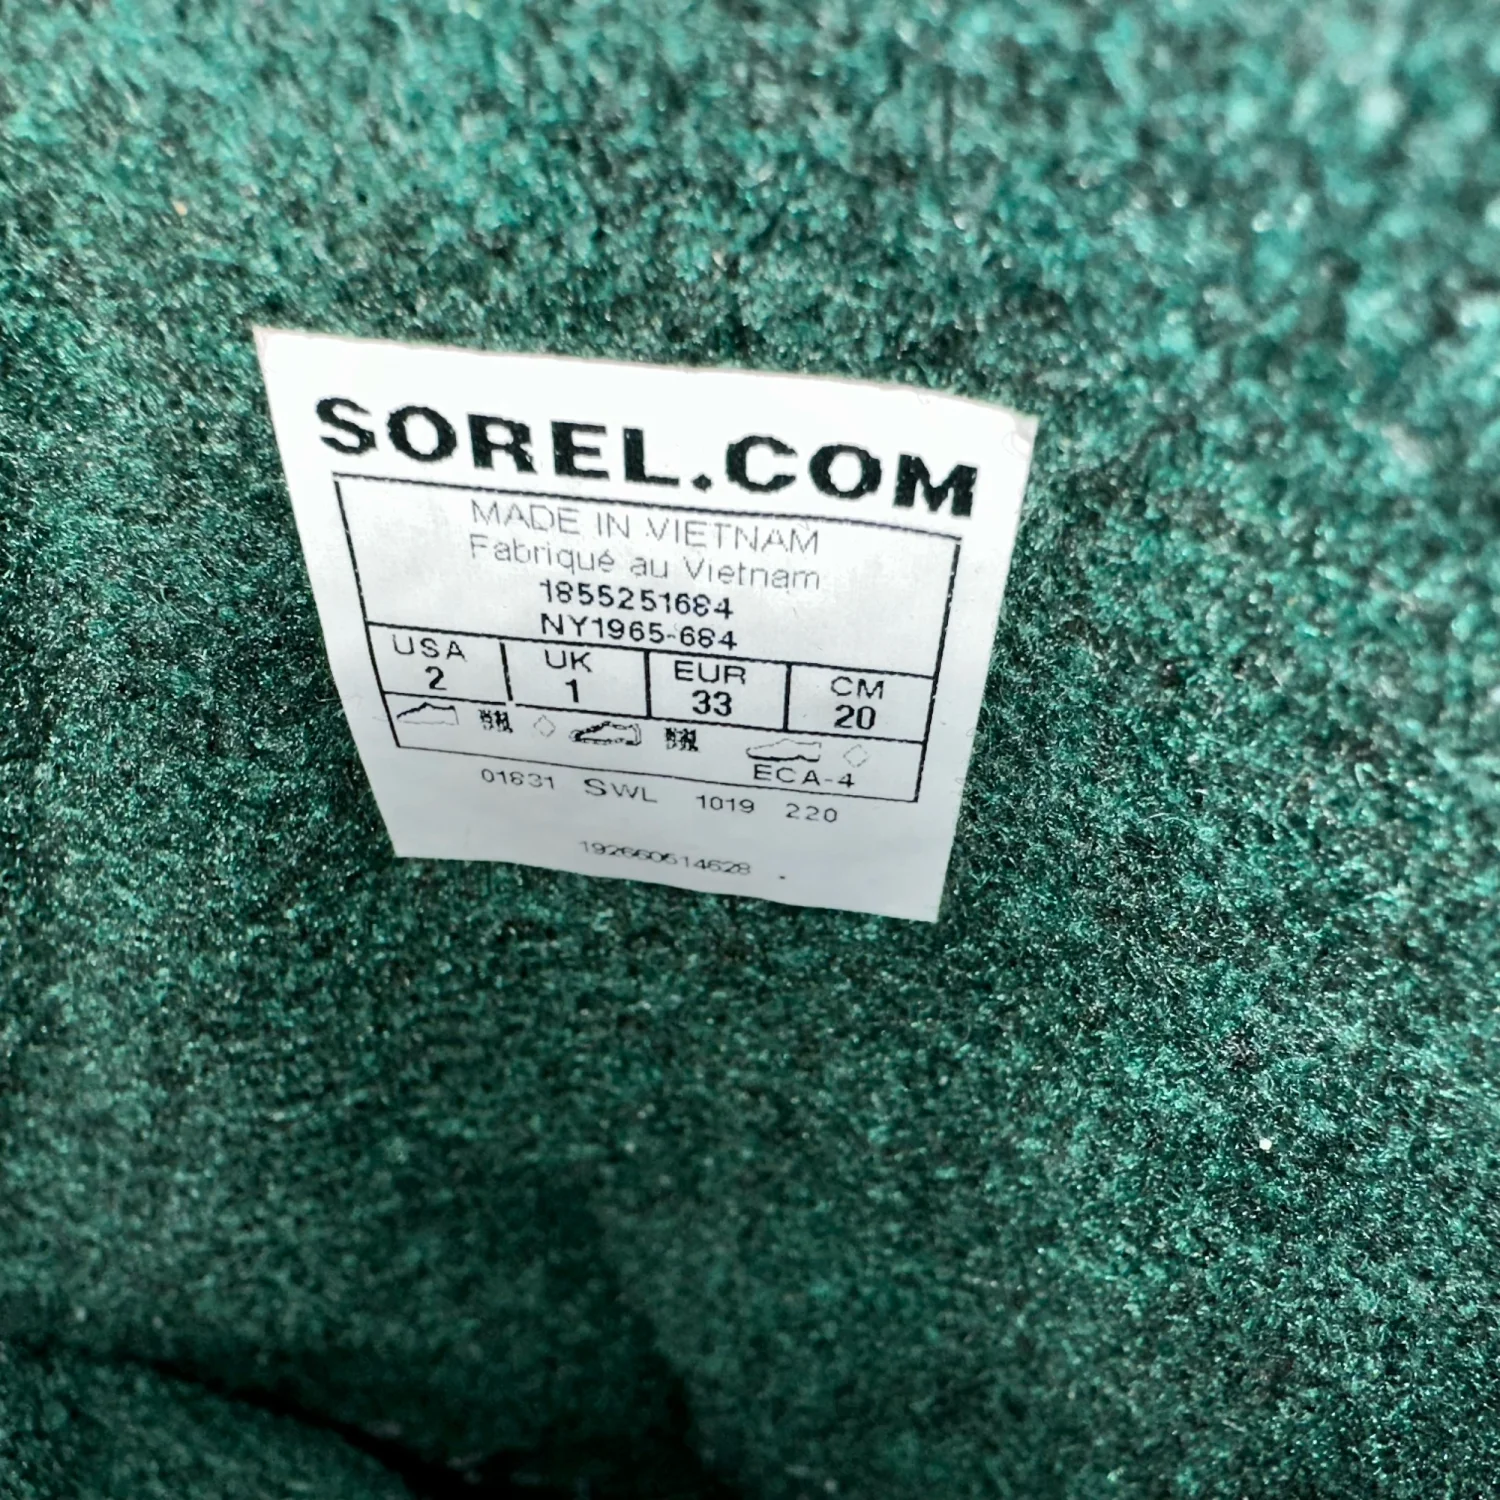 SOREL.COM
MADE IN VIETNAM
Fabriqué au Vietnam
1855251684
NY1965-684
USA UK EUR CM
2 1 33 20
ECA-4
01831 SWL 1019 220
192660514628